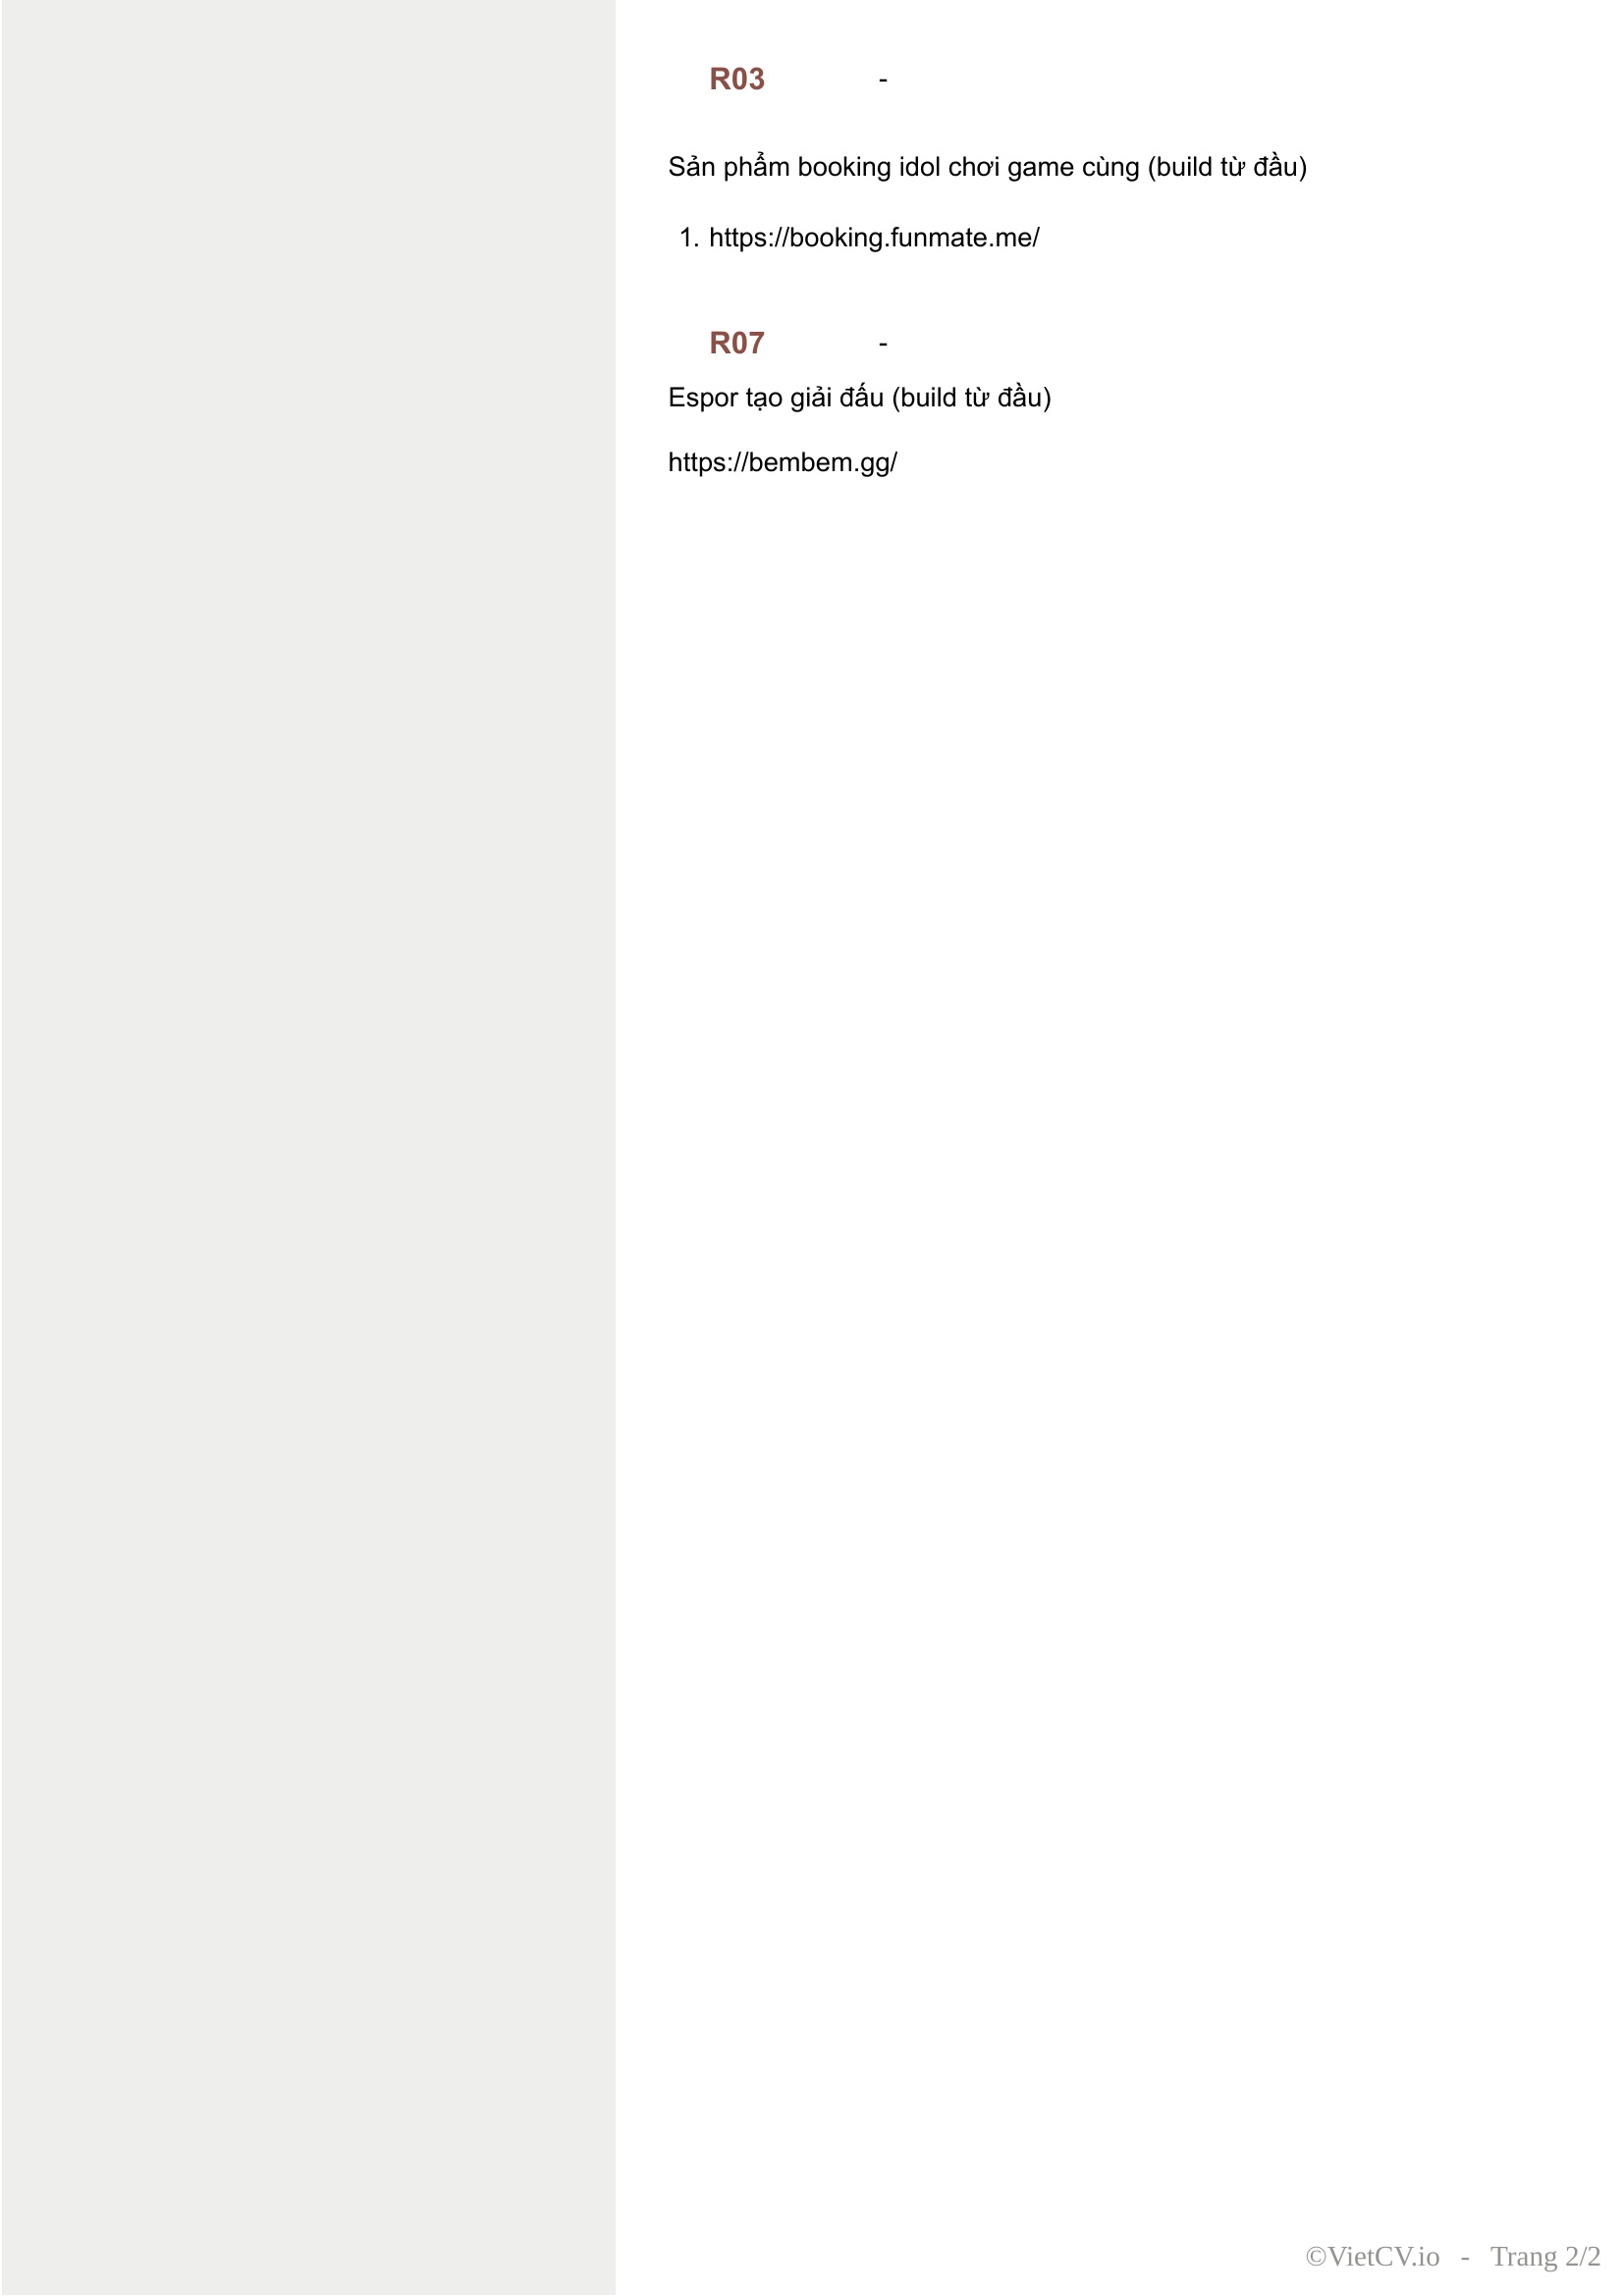 R03 -
Sản phẩm booking idol chơi game cùng (build từ đầu)
1. https://booking.funmate.me/
R07 -
Espor tạo giải đấu (build từ đầu)
https://bembem.gg/
©VietCV.io - Trang 2/2